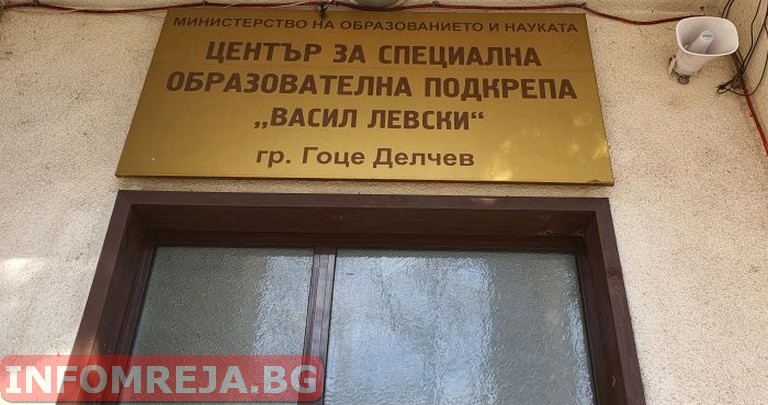 МИНИСТЕРСТВО НА ОБРАЗОВАНИЕТО И НАУКАТА
ЦЕНТЪР ЗА СПЕЦИАЛНА
ОБРАЗОВАТЕЛНА ПОДКРЕПА
„ВАСИЛ ЛЕВСКИ“
гр. Гоце Делчев
INFOMREJA.BG